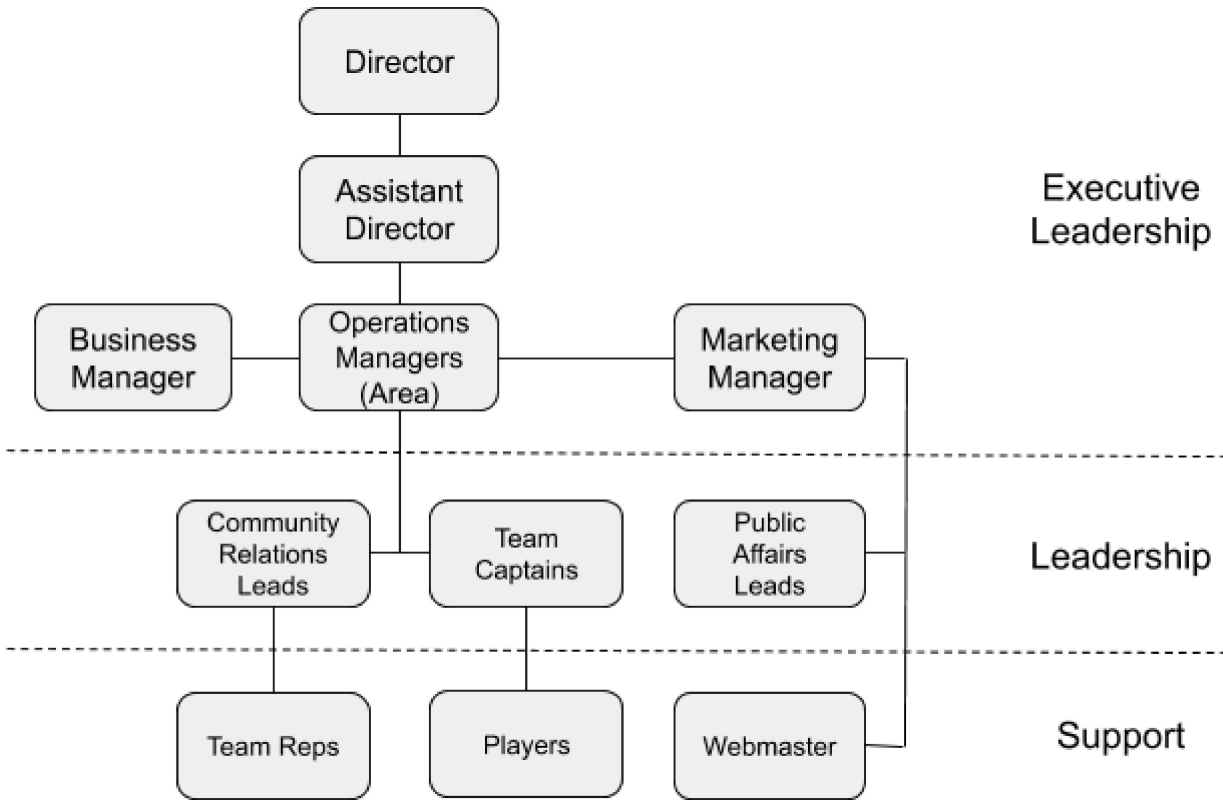 Director
Assistant
Director
Executive
Leadership
Business
Manager
Operations
Managers
(Area)
Marketing
Manager
Community
Relations
Leads
Team
Captains
Public
Affairs
Leads
Leadership
Team Reps
Players
Webmaster
Support